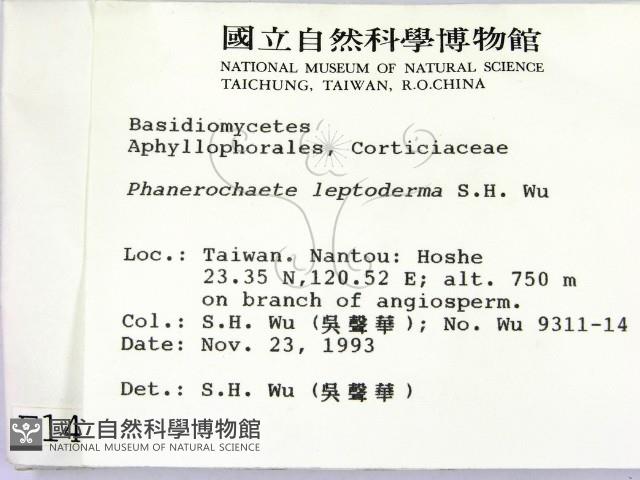 國立自然科學博物館
NATIONAL MUSEUM OF NATURAL SCIENCE
TAICHUNG, TAIWAN, R.O.CHINA
Basidiomycetes
Aphyllophorales, Corticiaceae
Phanerochaete leptoderma S.H. Wu
Loc.: Taiwan. Nantou: Hoshe
23.35 N,120.52 E; alt. 750 m
on branch of angiosperm.
Col.: S.H. Wu (吳聲華); No. Wu 9311-14
Date: Nov. 23, 1993
Det.: S.H. Wu (吳聲華)
國立自然科學博物館
NATIONAL MUSEUM OF NATURAL SCIENCE